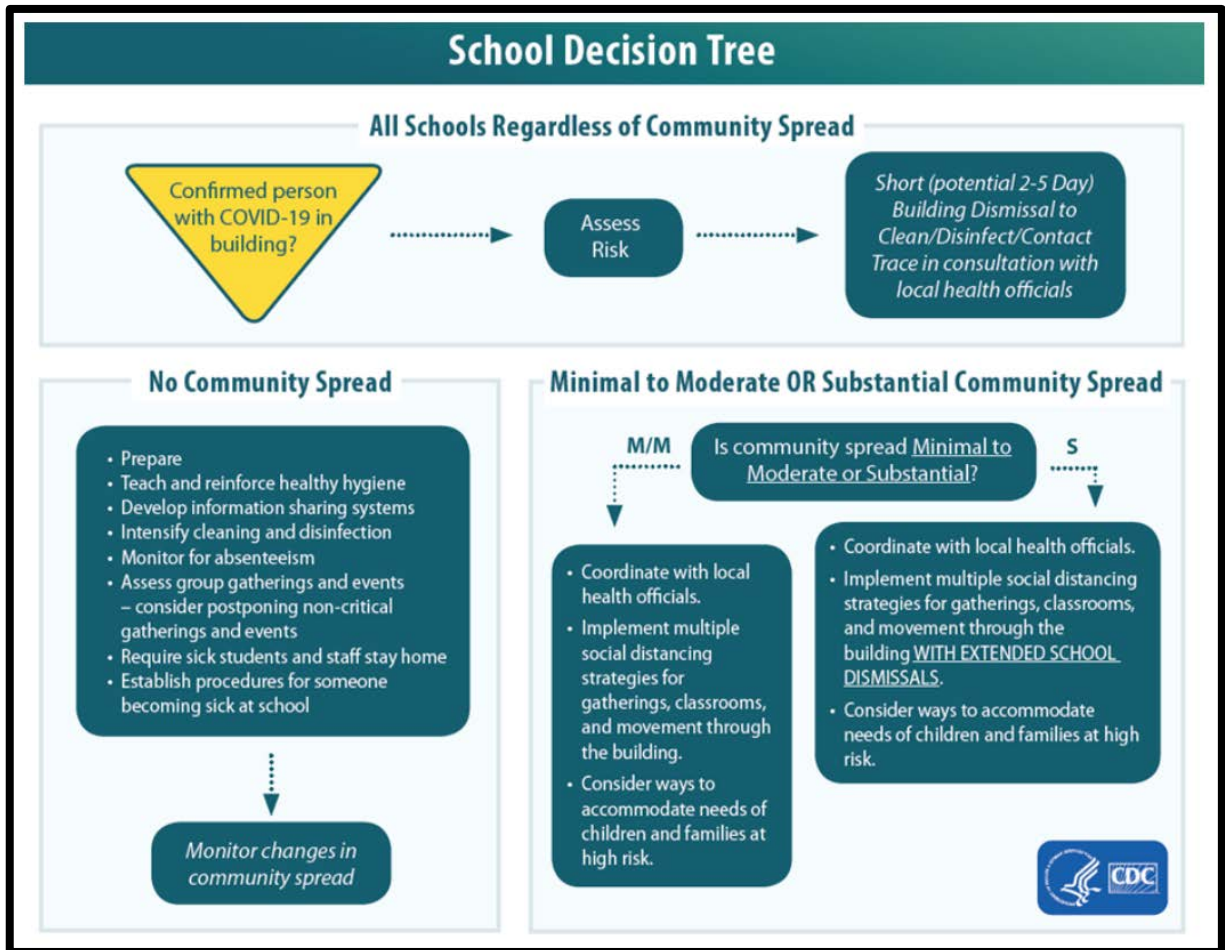 School Decision Tree
All Schools Regardless of Community Spread
Confirmed person
with COVID-19 in
building?
Assess
Risk
Short (potential 2-5 Day)
Building Dismissal to
Clean/Disinfect/Contact
Trace in consultation with
local health officials
No Community Spread
• Prepare
• Teach and reinforce healthy hygiene
• Develop information sharing systems
• Intensify cleaning and disinfection
• Monitor for absenteeism
• Assess group gatherings and events
– consider postponing non-critical
gatherings and events
• Require sick students and staff stay home
• Establish procedures for someone
becoming sick at school
Monitor changes in
community spread
Minimal to Moderate OR Substantial Community Spread
M/M
Is community spread Minimal to
Moderate or Substantial?
S
• Coordinate with local
health officials.
• Implement multiple
social distancing
strategies for
gatherings, classrooms,
and movement through
the building.
• Consider ways to
accommodate needs of
children and families at
high risk.
• Coordinate with local health officials.
• Implement multiple social distancing
strategies for gatherings, classrooms,
and movement through the
building WITH EXTENDED SCHOOL
DISMISSALS.
• Consider ways to accommodate
needs of children and families at high
risk.
CDC